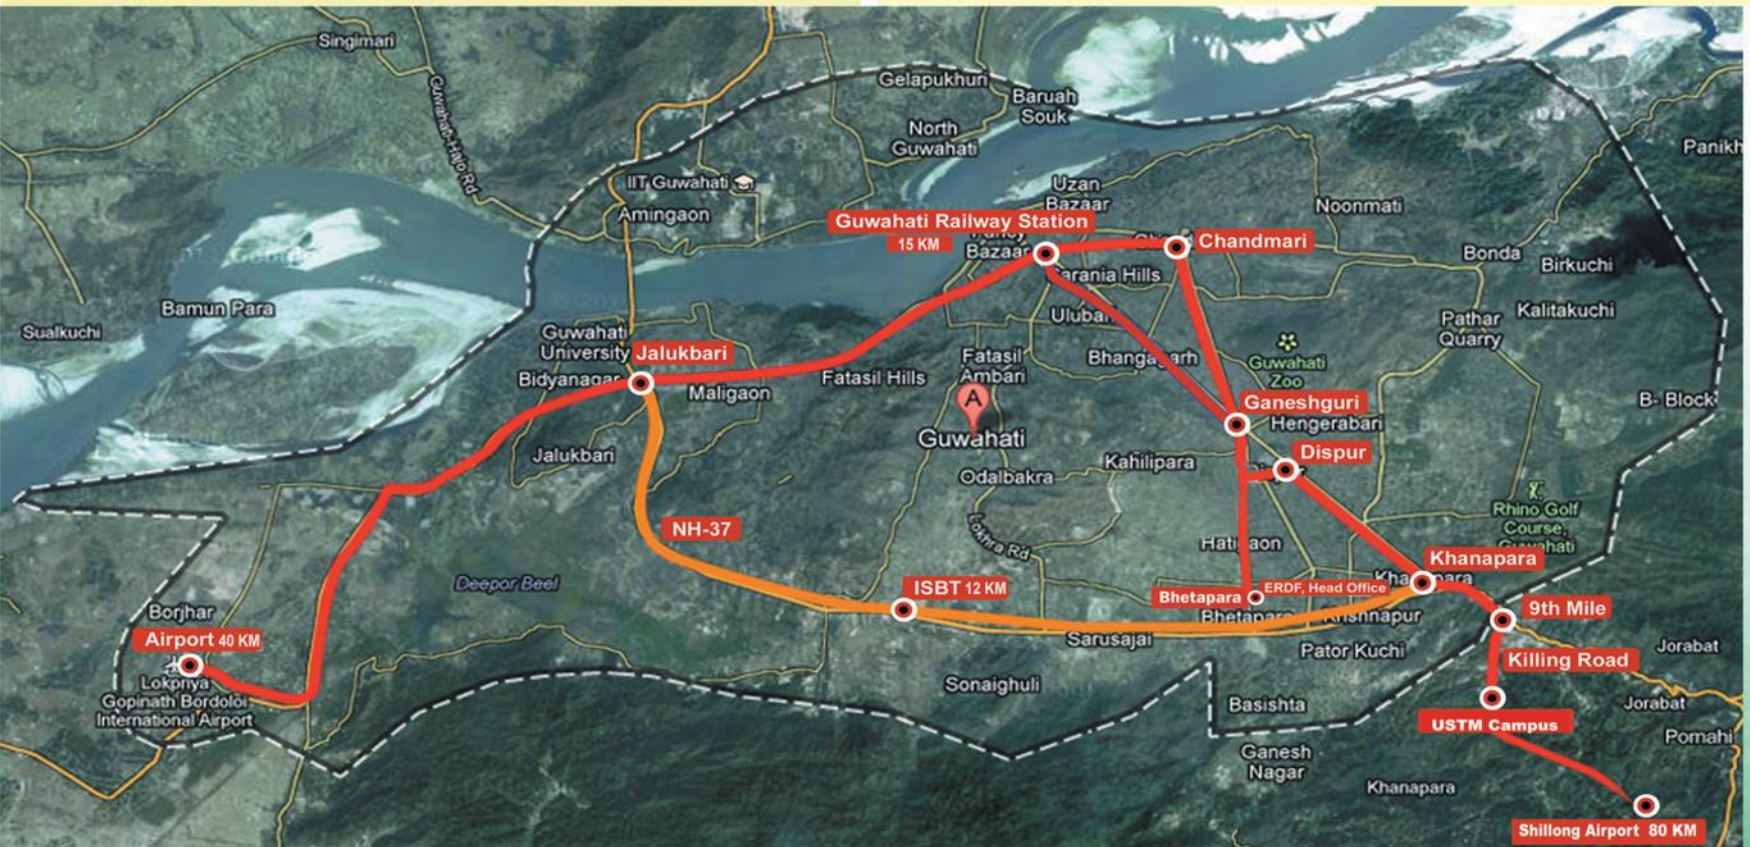 Singimari
Guwahati-Hajo Rd
Gelapukhuri
Baruah
Souk
North
Guwahati
Panikh
IIT Guwahati
Amingaon
Uzan
Bazaar
Noonmati
Guwahati Railway Station
15 KM
Bazaar
Chandmari
Sarania Hills
Bonda
Birkuchi
Bamun Para
Sualkuchi
Kalitakuchi
Pathar
Quarry
Ulubari
Guwahati
University
Jalukbari
Bidyanagar
Maligaon
Fatasil Hills
Fatasil
Ambari
Bhangagarh
Guwahati
Zoo
A
Guwahati
Ganeshguri
Hengerabari
B- Block
Jalukbari
Odalbakra
Kahilipara
Dispur
Rhino Golf
Course,
Guwahati
NH-37
Lokhra Rd
Hatigaon
Khanapara
Khanapara
Deepor Beel
ISBT 12 KM
Bhetapara
ERDF, Head Office
Bhetapara
Krishnapur
9th Mile
Borjhar
Airport 40 KM
Sarusajai
Pator Kuchi
Killing Road
Jorabat
Lokpriya
Gopinath Bordoloi
International Airport
Sonaighuli
Basishta
Jorabat
USTM Campus
Pornahi
Ganesh
Nagar
Khanapara
Shillong Airport 80 KM